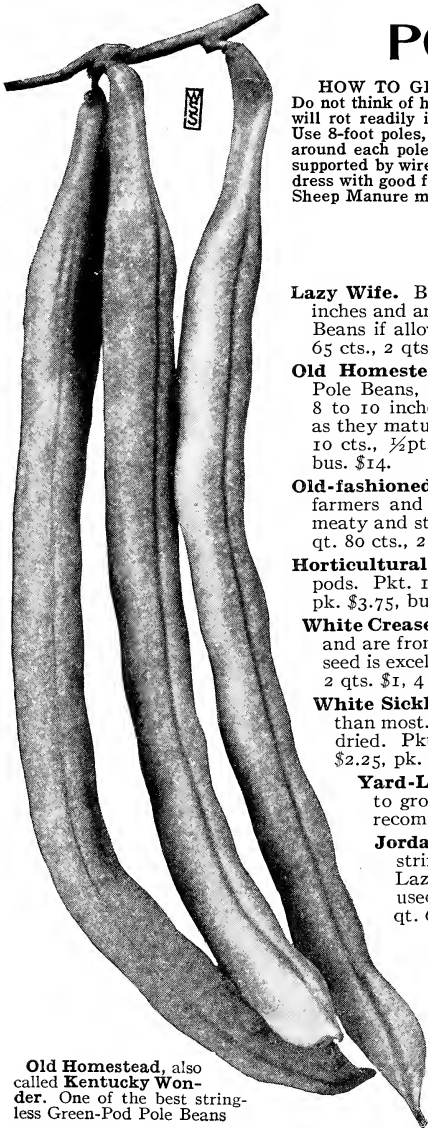 PO
HOW TO G
Do not think of h
will rot readily i
Use 8-foot poles,
around each pole
supported by wire
dress with good f
Sheep Manure m
Lazy Wife. B
inches and ar
Beans if allow
65 cts., 2 qts
Old Homeste
Pole Beans,
8 to 10 inche
as they matu
10 cts., ½pt.
bus. $14.
Old-fashioned
farmers and
meaty and st
qt. 80 cts., 2
Horticultural
pods. Pkt. 1
pk. $3.75, bu
White Crease
and are fron
seed is excel
2 qts. $1, 4
White Sickl
than most.
dried. Pkt
$2.25, pk.
Yard-L
to gro
recom
Jorda
strin
Laz
used
qt. 6
Old Homestead, also
called Kentucky Won-
der. One of the best string-
less Green-Pod Pole Beans